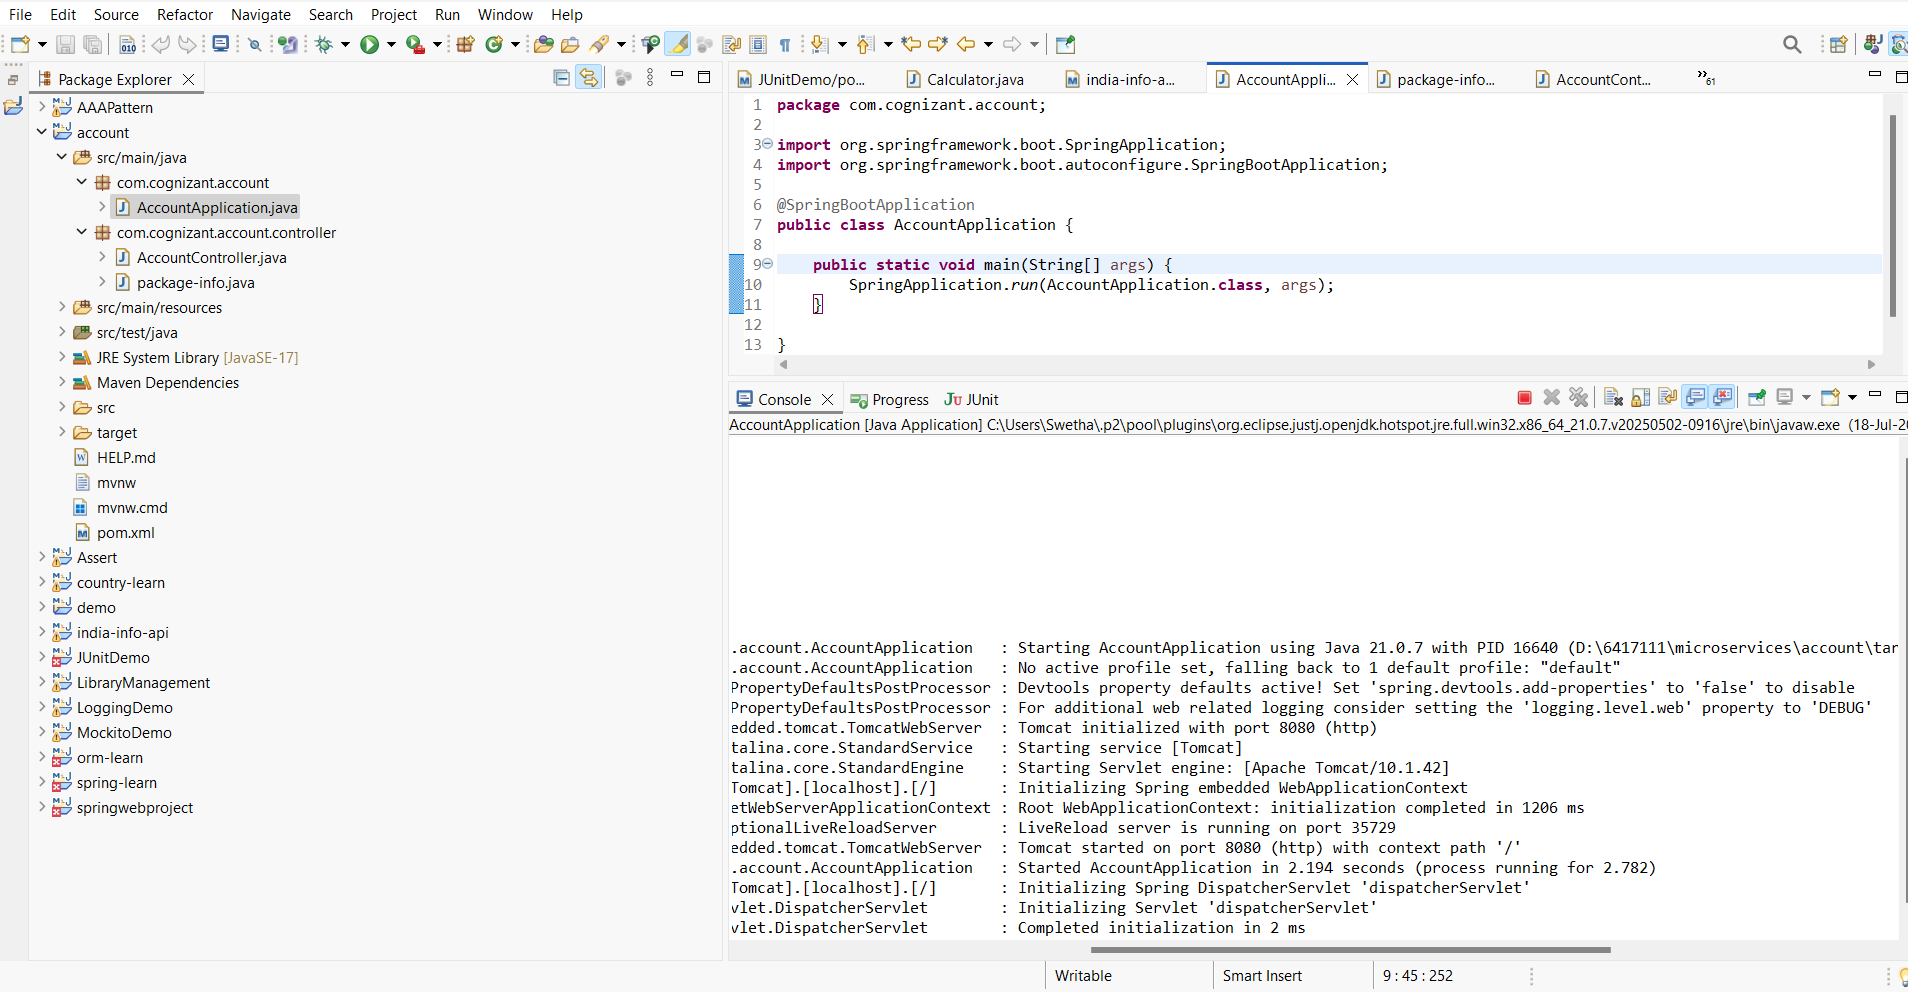 File Edit Source Refactor Navigate Search Project Run Window Help
Package Explorer
AAAPattern
account
src/main/java
com.cognizant.account
AccountApplication.java
com.cognizant.account.controller
AccountController.java
package-info.java
src/main/resources
src/test/java
JRE System Library [JavaSE-17]
Maven Dependencies
src
target
HELP.md
mvnw
mvnw.cmd
pom.xml
Assert
country-learn
demo
india-info-api
JUnitDemo
LibraryManagement
LoggingDemo
MockitoDemo
orm-learn
spring-learn
springwebproject
JUnitDemo/po... Calculator.java india-info-a... AccountAppli... package-info... AccountCont... »61
1 package com.cognizant.account;
2
3 import org.springframework.boot.SpringApplication;
4 import org.springframework.boot.autoconfigure.SpringBootApplication;
5
6 @SpringBootApplication
7 public class AccountApplication {
8
9 public static void main(String[] args) {
10 SpringApplication.run(AccountApplication.class, args);
11 }
12
13 }
Console Progress JUnit
AccountApplication [Java Application] C:\Users\Swetha\.p2\pool\plugins\org.eclipse.justj.openjdk.hotspot.jre.full.win32.x86_64_21.0.7.v20250502-0916\jre\bin\javaw.exe (18-Jul-20
.account.AccountApplication : Starting AccountApplication using Java 21.0.7 with PID 16640 (D:\6417111\microservices\account\tar
.account.AccountApplication : No active profile set, falling back to 1 default profile: "default"
PropertyDefaultsPostProcessor : Devtools property defaults active! Set 'spring.devtools.add-properties' to 'false' to disable
PropertyDefaultsPostProcessor : For additional web related logging consider setting the 'logging.level.web' property to 'DEBUG'
edded.tomcat.TomcatWebServer : Tomcat initialized with port 8080 (http)
talina.core.StandardService : Starting service [Tomcat]
talina.core.StandardEngine : Starting Servlet engine: [Apache Tomcat/10.1.42]
Tomcat].[localhost].[/] : Initializing Spring embedded WebApplicationContext
etWebServerApplicationContext : Root WebApplicationContext: initialization completed in 1206 ms
ptionalLiveReloadServer : LiveReload server is running on port 35729
edded.tomcat.TomcatWebServer : Tomcat started on port 8080 (http) with context path '/'
.account.AccountApplication : Started AccountApplication in 2.194 seconds (process running for 2.782)
Tomcat].[localhost].[/] : Initializing Spring DispatcherServlet 'dispatcherServlet'
vlet.DispatcherServlet : Initializing Servlet 'dispatcherServlet'
vlet.DispatcherServlet : Completed initialization in 2 ms
Writable Smart Insert 9 : 45 : 252